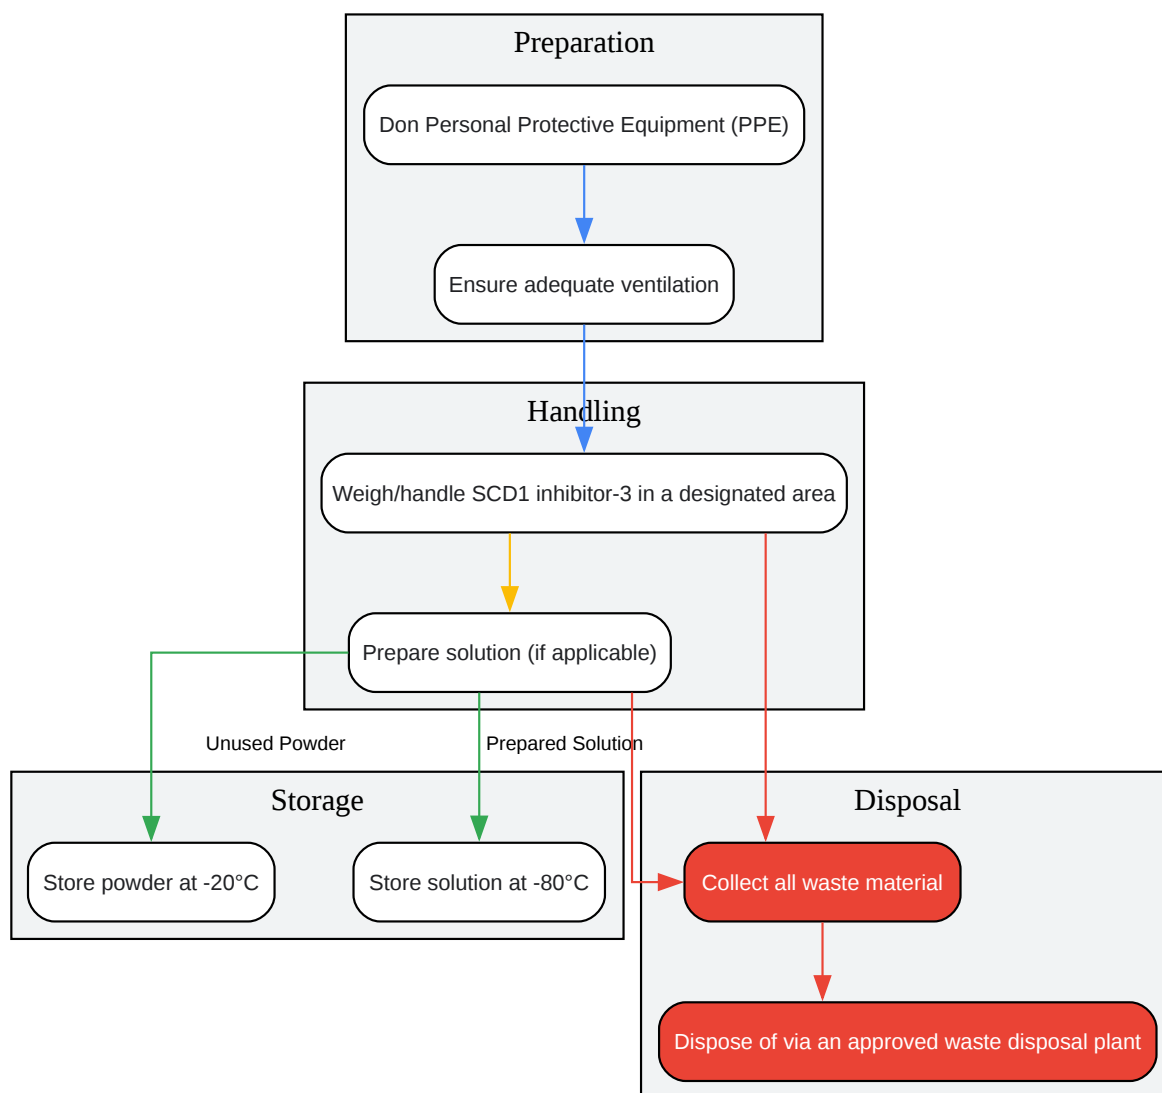 Preparation
Don Personal Protective Equipment (PPE)
Ensure adequate ventilation
Handling
Weigh/handle SCD1 inhibitor-3 in a designated area
Prepare solution (if applicable)
Unused Powder
Prepared Solution
Storage
Disposal
Store powder at -20°C
Store solution at -80°C
Collect all waste material
Dispose of via an approved waste disposal plant